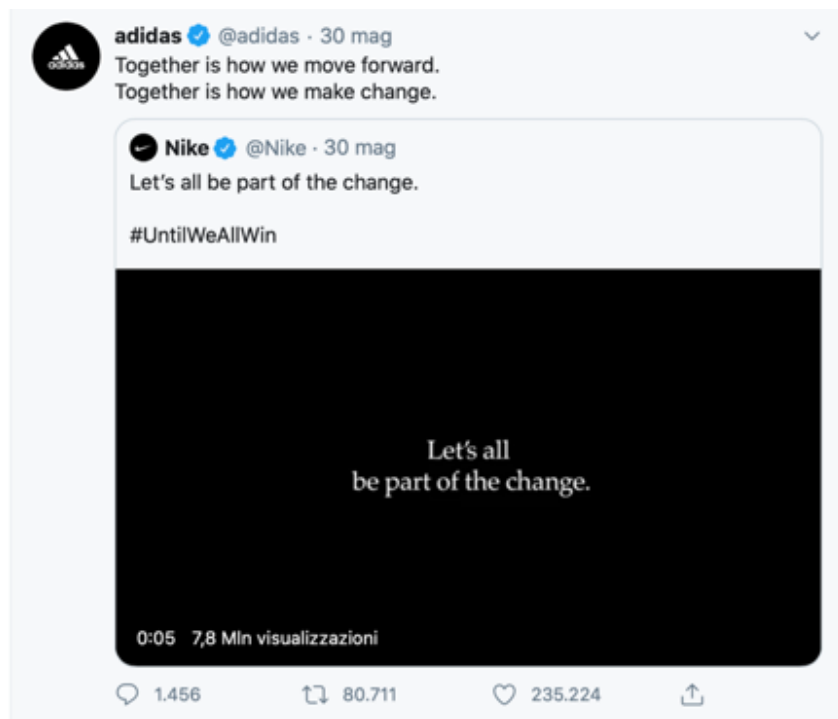 adidas @adidas · 30 mag
Together is how we move forward.
Together is how we make change.
Nike @Nike · 30 mag
Let's all be part of the change.
#UntilWeAllWin
Let's all
be part of the change.
0:05 7,8 Mln visualizzazioni
1.456 80.711 235.224
adidas